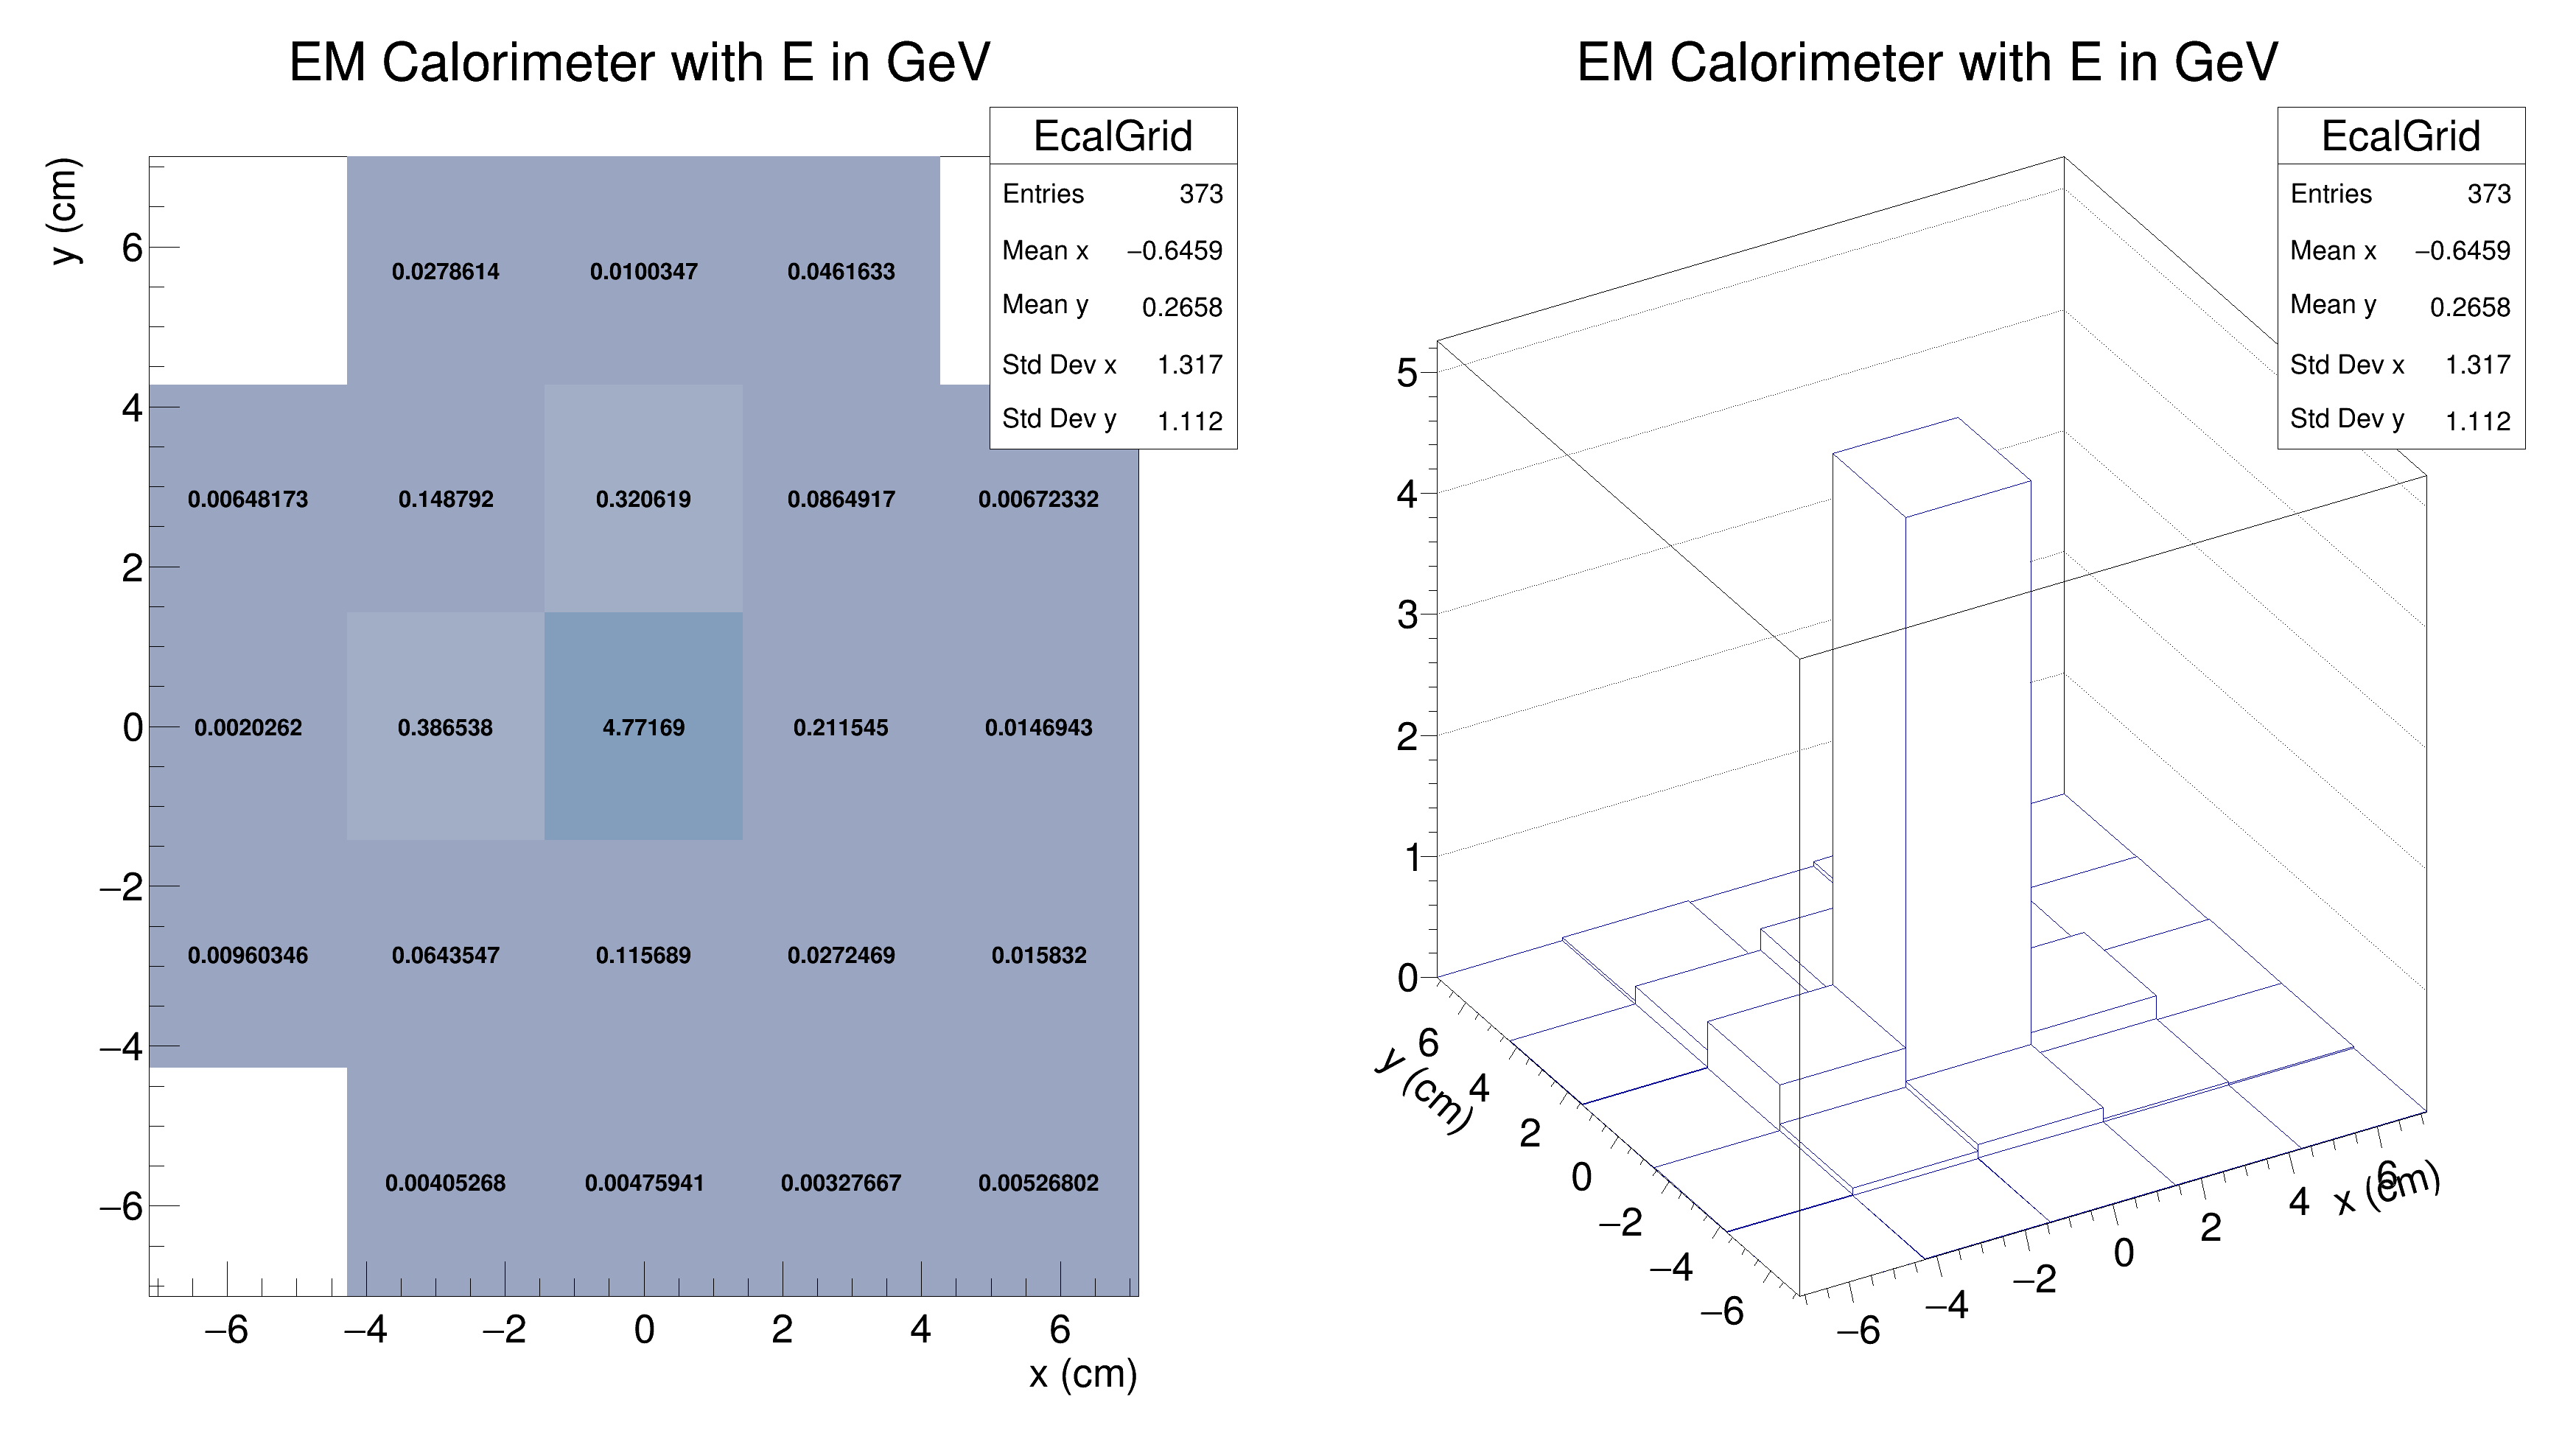 EM Calorimeter with E in GeV
EcalGrid
Entries 373
Mean x −0.6459
Mean y 0.2658
Std Dev x 1.317
Std Dev y 1.112
y (cm)
6
4
2
0
−2
−4
−6
0.0278614 0.0100347 0.0461633
0.00648173 0.148792 0.320619 0.0864917 0.00672332
0.0020262 0.386538 4.77169 0.211545 0.0146943
0.00960346 0.0643547 0.115689 0.0272469 0.015832
0.00405268 0.00475941 0.00327667 0.00526802
−6 −4 −2 0 2 4 6
x (cm)
EM Calorimeter with E in GeV
EcalGrid
Entries 373
Mean x −0.6459
Mean y 0.2658
Std Dev x 1.317
Std Dev y 1.112
5
4
3
2
1
0
6
4
2
0
−2
−4
−6
y (cm)
−6
−4
−2
0
2
4
6
x (cm)